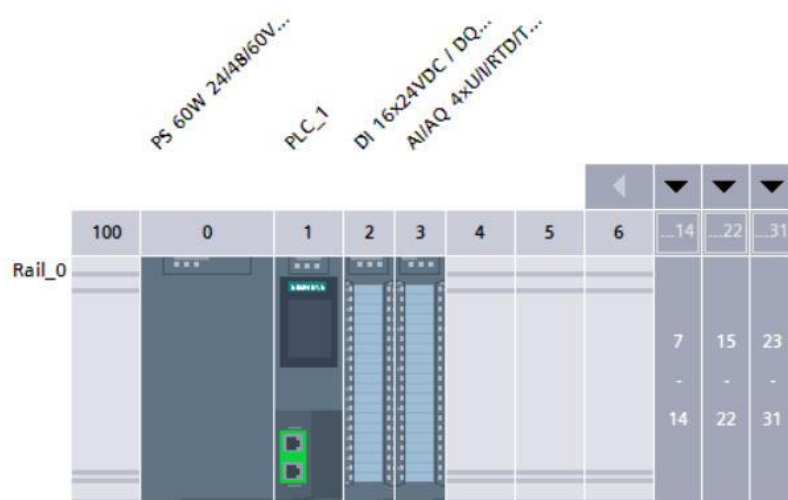 PS 60W 24/48/60V...
PLC_1
DI 16x24VDC / DQ...
AI/AQ 4xU/I/RTD/T...
100 0 1 2 3 4 5 6 ...14 ...22 ...31
Rail_0
SIEMENS
7 15 23
- - -
14 22 31